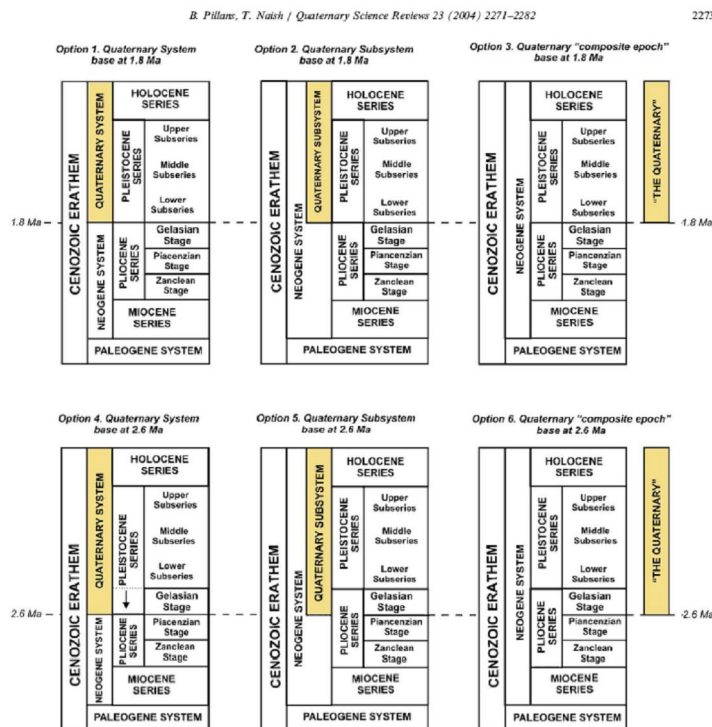 B. Pillans, T. Naish / Quaternary Science Reviews 23 (2004) 2271–2282
2273
Option 1. Quaternary System
base at 1.8 Ma
CENOZOIC ERATHEM
QUATERNARY SYSTEM
NEOGENE SYSTEM
HOLOCENE
SERIES
PLEISTOCENE
SERIES
Upper
Subseries
Middle
Subseries
Lower
Subseries
1.8 Ma
PLIOCENE
SERIES
Gelasian
Stage
Piacenzian
Stage
Zanclean
Stage
MIOCENE
SERIES
PALEOGENE SYSTEM
Option 2. Quaternary Subsystem
base at 1.8 Ma
CENOZOIC ERATHEM
NEOGENE SYSTEM
QUATERNARY SUBSYSTEM
HOLOCENE
SERIES
PLEISTOCENE
SERIES
Upper
Subseries
Middle
Subseries
Lower
Subseries
PLIOCENE
SERIES
Gelasian
Stage
Piancenzian
Stage
Zanclean
Stage
MIOCENE
SERIES
PALEOGENE SYSTEM
Option 3. Quaternary "composite epoch"
base at 1.8 Ma
CENOZOIC ERATHEM
NEOGENE SYSTEM
HOLOCENE
SERIES
PLEISTOCENE
SERIES
Upper
Subseries
Middle
Subseries
Lower
Subseries
PLIOCENE
SERIES
Gelasian
Stage
Piacenzian
Stage
Zanclean
Stage
MIOCENE
SERIES
PALEOGENE SYSTEM
"THE QUATERNARY"
1.8 Ma
Option 4. Quaternary System
base at 2.6 Ma
CENOZOIC ERATHEM
QUATERNARY SYSTEM
NEOGENE SYSTEM
HOLOCENE
SERIES
PLEISTOCENE
SERIES
Upper
Subseries
Middle
Subseries
Lower
Subseries
Gelasian
Stage
2.6 Ma
PLIOCENE
SERIES
Piacenzian
Stage
Zanclean
Stage
MIOCENE
SERIES
PALEOGENE SYSTEM
Option 5. Quaternary Subsystem
base at 2.6 Ma
CENOZOIC ERATHEM
NEOGENE SYSTEM
QUATERNARY SUBSYSTEM
HOLOCENE
SERIES
PLEISTOCENE
SERIES
Upper
Subseries
Middle
Subseries
Lower
Subseries
PLIOCENE
SERIES
Gelasian
Stage
Piacenzian
Stage
Zanclean
Stage
MIOCENE
SERIES
PALEOGENE SYSTEM
Option 6. Quaternary "composite epoch"
base at 2.6 Ma
CENOZOIC ERATHEM
NEOGENE SYSTEM
HOLOCENE
SERIES
PLEISTOCENE
SERIES
Upper
Subseries
Middle
Subseries
Lower
Subseries
PLIOCENE
SERIES
Gelasian
Stage
Piacenzian
Stage
Zanclean
Stage
MIOCENE
SERIES
PALEOGENE SYSTEM
"THE QUATERNARY"
2.6 Ma